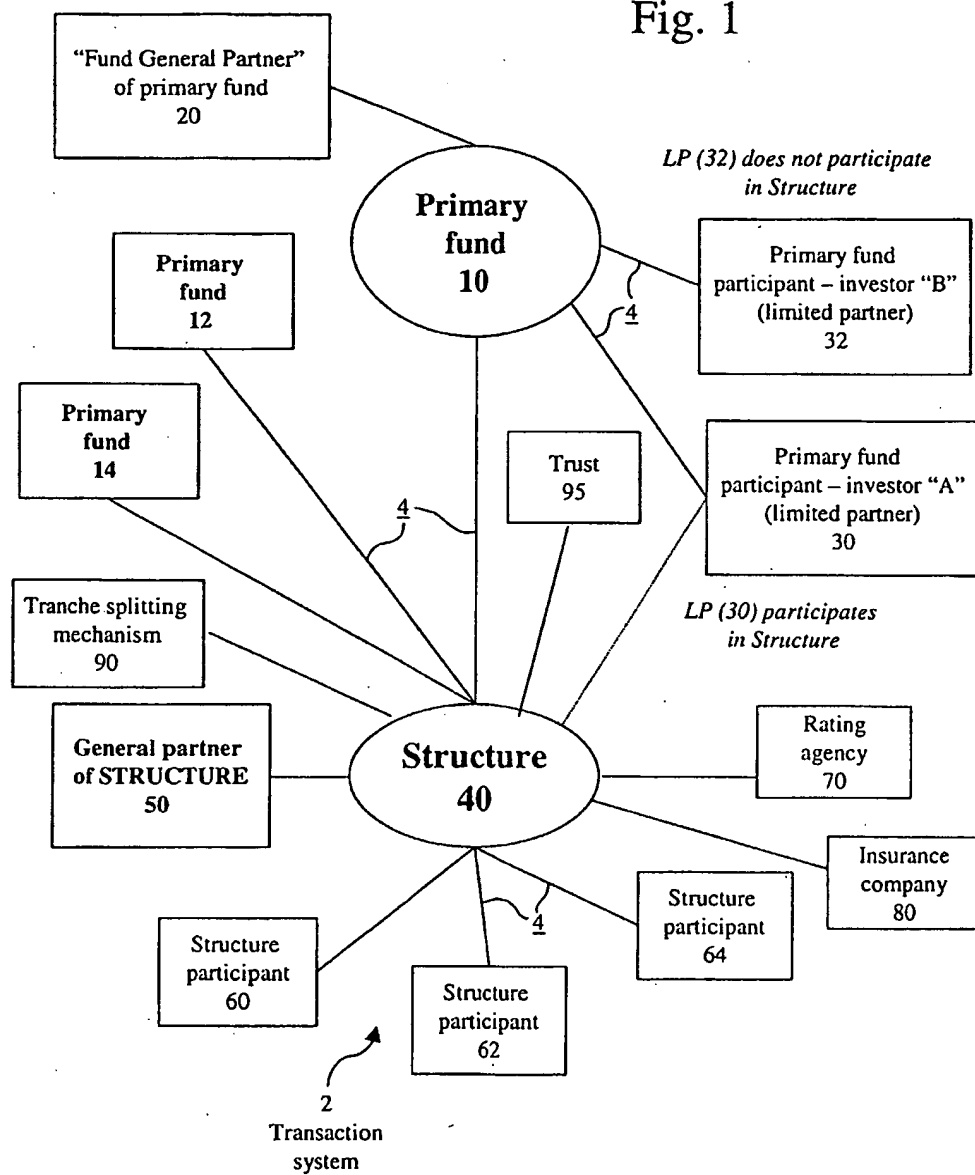 Fig. 1
“Fund General Partner”
of primary fund
20
LP (32) does not participate
in Structure
Primary
fund
10
Primary fund
participant – investor “B”
(limited partner)
32
4
4
Primary
fund
12
Primary
fund
14
Trust
95
Primary fund
participant – investor “A”
(limited partner)
30
4
LP (30) participates
in Structure
Tranche splitting
mechanism
90
General partner
of STRUCTURE
50
Structure
40
Rating
agency
70
Insurance
company
80
Structure
participant
60
4
Structure
participant
62
Structure
participant
64
2
Transaction
system